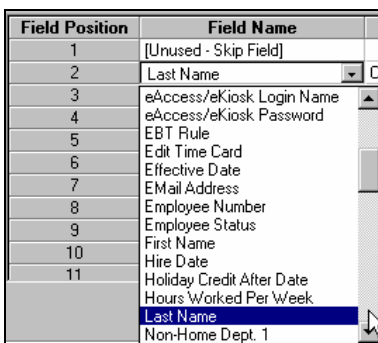 Field Position Field Name
1 [Unused - Skip Field]
2 Last Name
3 eAccess/eKiosk Login Name
4 eAccess/eKiosk Password
5 EBT Rule
6 Edit Time Card
7 Effective Date
EMail Address
8 Employee Number
9 Employee Status
First Name
10 Hire Date
11 Holiday Credit After Date
Hours Worked Per Week
Last Name
Non-Home Dept. 1